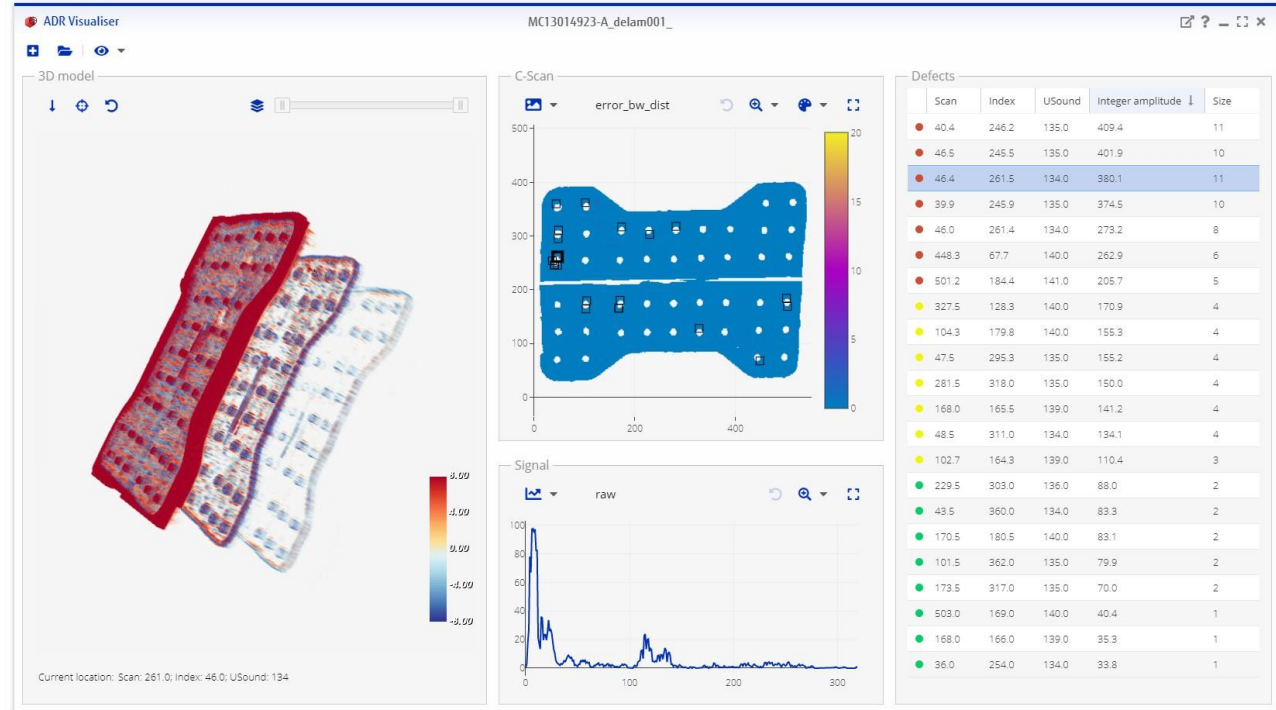 ADR Visualiser
MC13014923-A_delam001_
3D model
8.00
4.00
0.00
-4.00
-8.00
Current location: Scan: 261.0; Index: 46.0; USound: 134
C-Scan
error_bw_dist
500
400
300
200
100
0
0 200 400
20
15
10
5
0
Signal
raw
100
80
60
40
20
0
0 100 200 300
Defects
Scan Index USound Integer amplitude ↓ Size
40.4 246.2 135.0 409.4 11
46.5 245.5 135.0 401.9 10
46.4 261.5 134.0 380.1 11
39.9 245.9 135.0 374.5 10
46.0 261.4 134.0 273.2 8
448.3 67.7 140.0 262.9 6
501.2 184.4 141.0 205.7 5
327.5 128.3 140.0 170.9 4
104.3 179.8 140.0 155.3 4
47.5 295.3 135.0 155.2 4
281.5 318.0 135.0 150.0 4
168.0 165.5 139.0 141.2 4
48.5 311.0 134.0 134.1 4
102.7 164.3 139.0 110.4 3
229.5 303.0 136.0 88.0 2
43.5 360.0 134.0 83.3 2
170.5 180.5 140.0 83.1 2
101.5 362.0 135.0 79.9 2
173.5 317.0 135.0 70.0 2
503.0 169.0 140.0 40.4 1
168.0 166.0 139.0 35.3 1
36.0 254.0 134.0 33.8 1